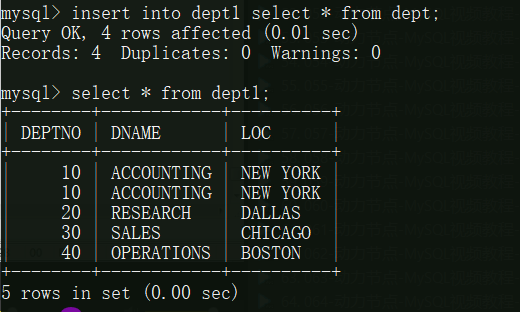 mysql> insert into dept1 select * from dept;
Query OK, 4 rows affected (0.01 sec)
Records: 4  Duplicates: 0  Warnings: 0
mysql> select * from dept1;
+--------+------------+----------+
| DEPTNO | DNAME      | LOC      |
+--------+------------+----------+
|     10 | ACCOUNTING | NEW YORK |
|     10 | ACCOUNTING | NEW YORK |
|     20 | RESEARCH   | DALLAS   |
|     30 | SALES      | CHICAGO  |
|     40 | OPERATIONS | BOSTON   |
+--------+------------+----------+
5 rows in set (0.00 sec)